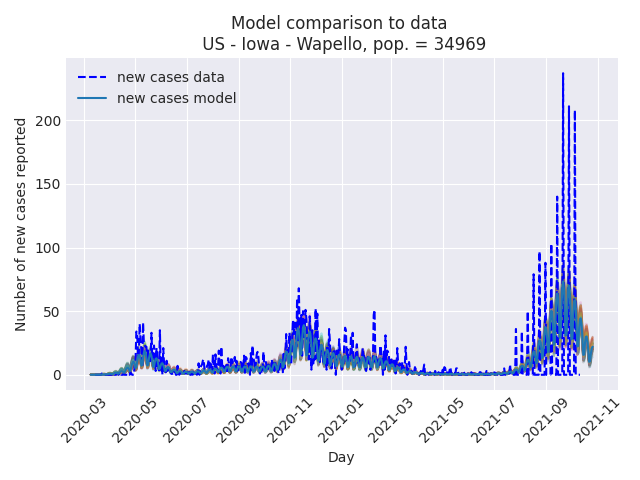 Model comparison to data
US - Iowa - Wapello, pop. = 34969
new cases data
new cases model
Number of new cases reported
200
150
100
50
0
2020-03
2020-05
2020-07
2020-09
2020-11
2021-01
2021-03
2021-05
2021-07
2021-09
2021-11
Day